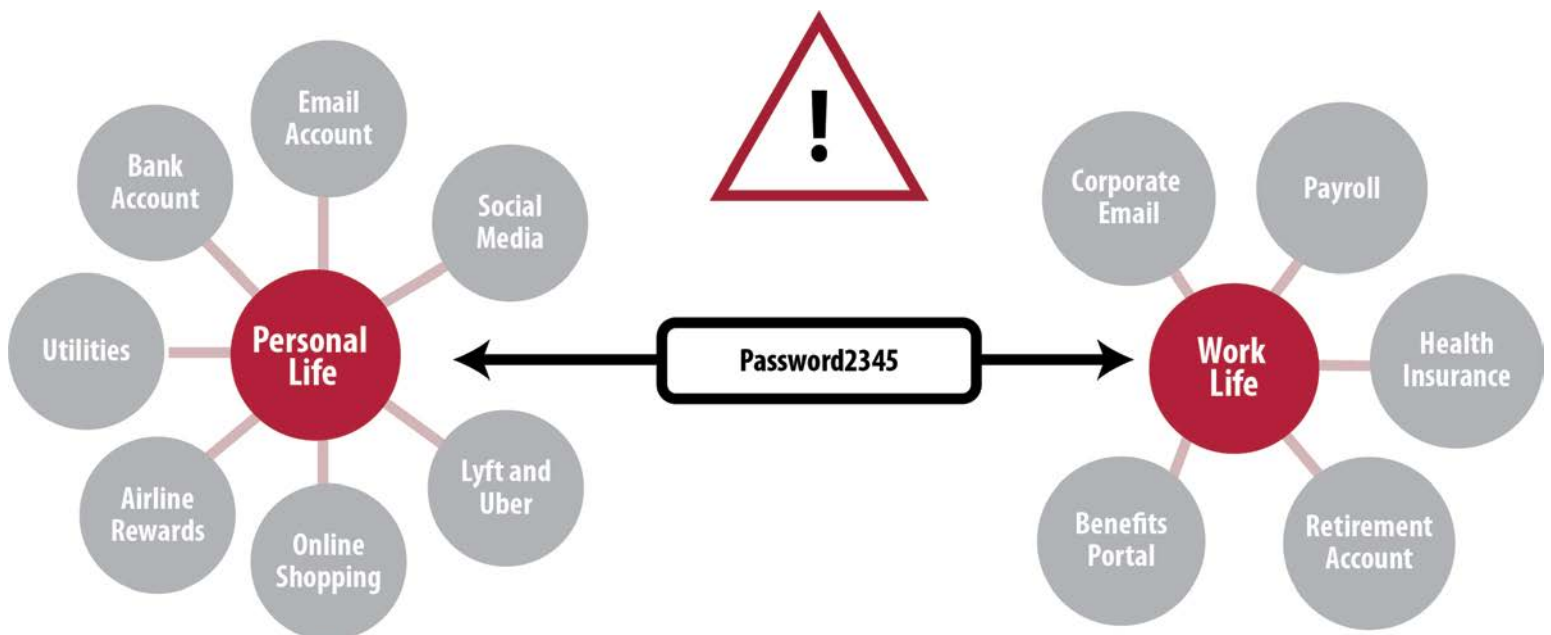 Email
Account
Bank
Account
Social
Media
Utilities
Personal
Life
Airline
Rewards
Online
Shopping
Lyft and
Uber
!
Password2345
Corporate
Email
Payroll
Work
Life
Health
Insurance
Benefits
Portal
Retirement
Account